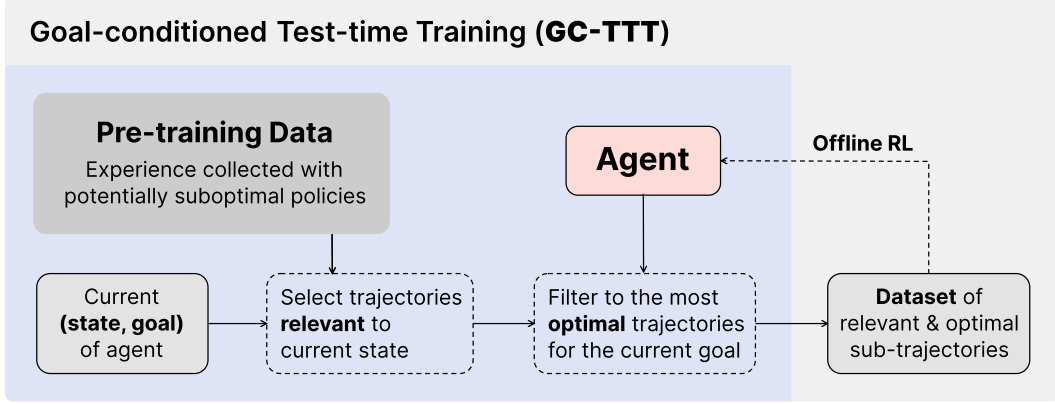 Goal-conditioned Test-time Training (GC-TTT)
Pre-training Data
Experience collected with
potentially suboptimal policies
Agent
Offline RL
Current
(state, goal)
of agent
Select trajectories
relevant to
current state
Filter to the most
optimal trajectories
for the current goal
Dataset of
relevant & optimal
sub-trajectories